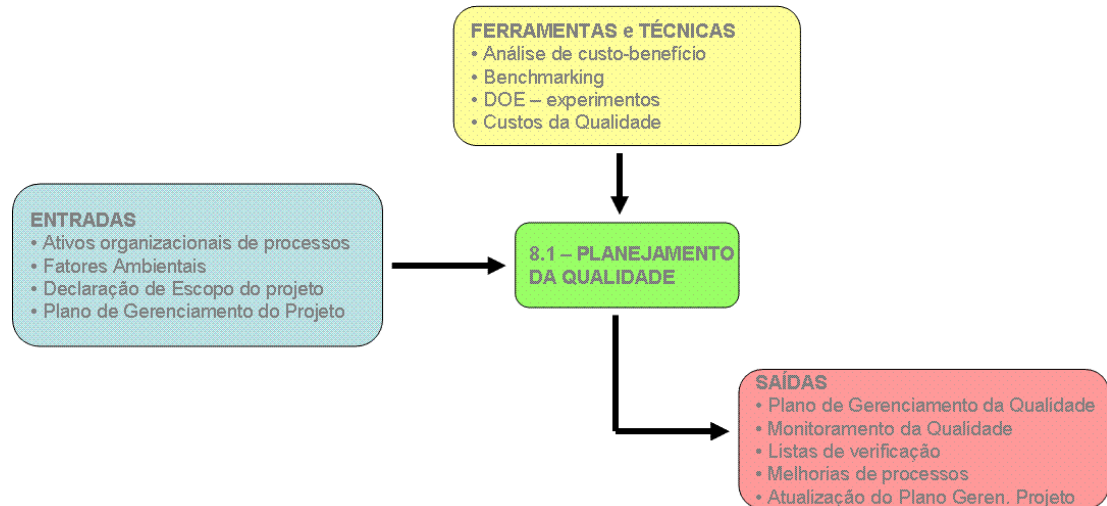 FERRAMENTAS e TÉCNICAS
• Análise de custo-benefício
• Benchmarking
• DOE – experimentos
• Custos da Qualidade
ENTRADAS
• Ativos organizacionais de processos
• Fatores Ambientais
• Declaração de Escopo do projeto
• Plano de Gerenciamento do Projeto
8.1 – PLANEJAMENTO
DA QUALIDADE
SAÍDAS
• Plano de Gerenciamento da Qualidade
• Monitoramento da Qualidade
• Listas de verificação
• Melhorias de processos
• Atualização do Plano Geren. Projeto